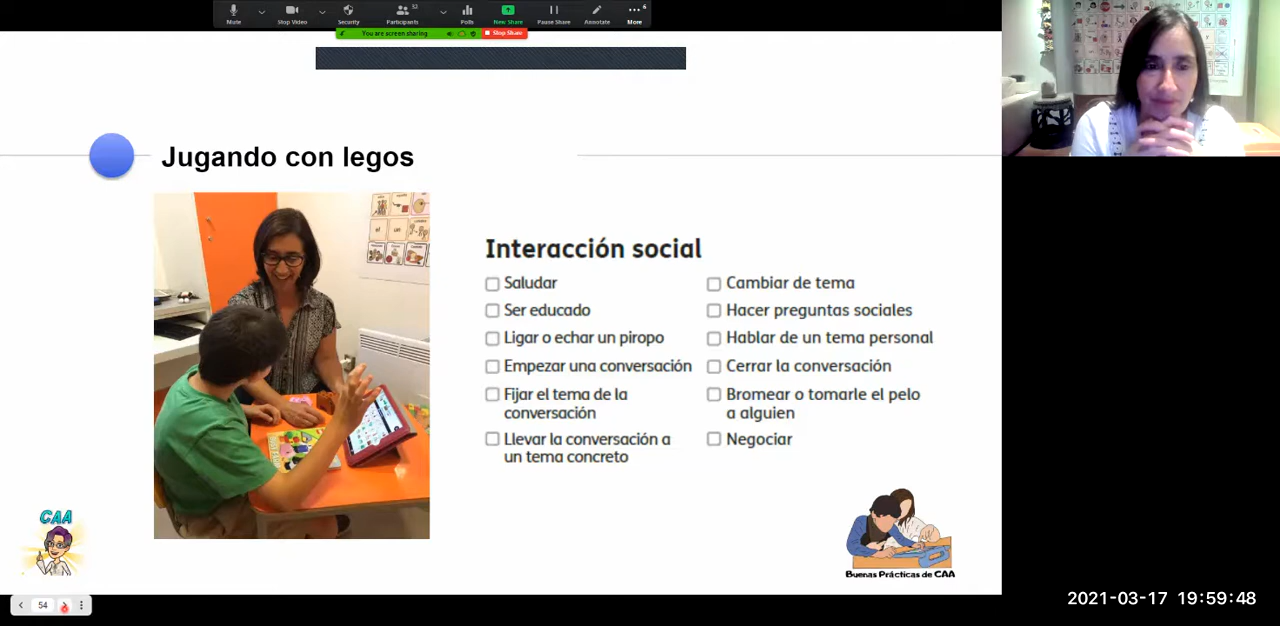 Mute
Stop Video
Security
Participants
32
Polls
New Share
Pause Share
Annotate
More
6
You are screen sharing
Stop Share
Jugando con legos
Interacción social
Saludar
Ser educado
Ligar o echar un piropo
Empezar una conversación
Fijar el tema de la
conversación
Llevar la conversación a
un tema concreto
Cambiar de tema
Hacer preguntas sociales
Hablar de un tema personal
Cerrar la conversación
Bromear o tomarle el pelo
a alguien
Negociar
CAA
Buenas Prácticas de CAA
54
2021-03-17 19:59:48